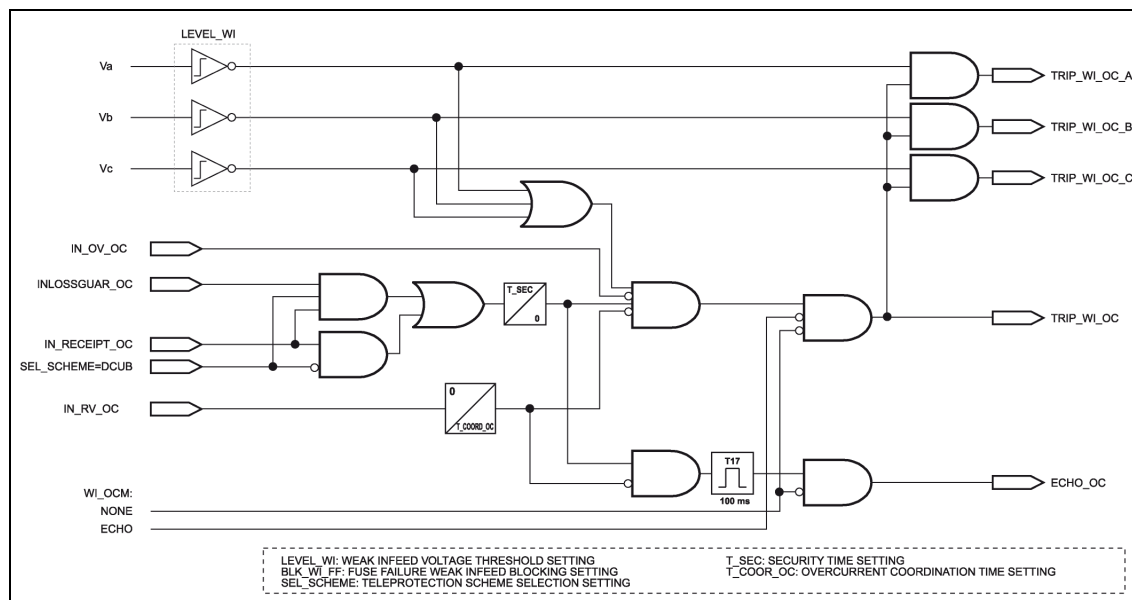 LEVEL_WI
Va
Vb
Vc
TRIP_WI_OC_A
TRIP_WI_OC_B
TRIP_WI_OC_C
IN_OV_OC
INLOSSGUAR_OC
T_SEC
0
IN_RECEIPT_OC
SEL_SCHEME=DCUB
TRIP_WI_OC
IN_RV_OC
0
T_COORD_OC
T17
100 ms
ECHO_OC
WI_OCM:
NONE
ECHO
LEVEL_WI: WEAK INFEED VOLTAGE THRESHOLD SETTING
BLK_WI_FF: FUSE FAILURE WEAK INFEED BLOCKING SETTING
SEL_SCHEME: TELEPROTECTION SCHEME SELECTION SETTING
T_SEC: SECURITY TIME SETTING
T_COOR_OC: OVERCURRENT COORDINATION TIME SETTING